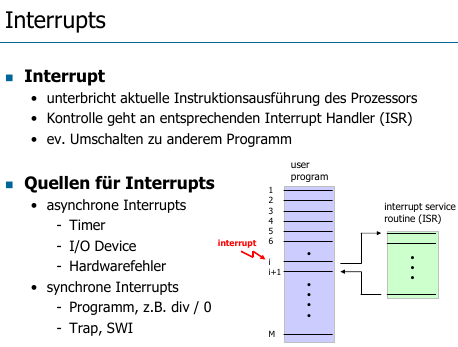 Interrupts
Interrupt
• unterbricht aktuelle Instruktionsausführung des Prozessors
• Kontrolle geht an entsprechenden Interrupt Handler (ISR)
• ev. Umschalten zu anderem Programm
Quellen für Interrupts
• asynchrone Interrupts
- Timer
- I/O Device
- Hardwarefehler
• synchrone Interrupts
- Programm, z.B. div / 0
- Trap, SWI
user
program
1
2
3
4
5
6
interrupt
i
i+1
M
interrupt service
routine (ISR)